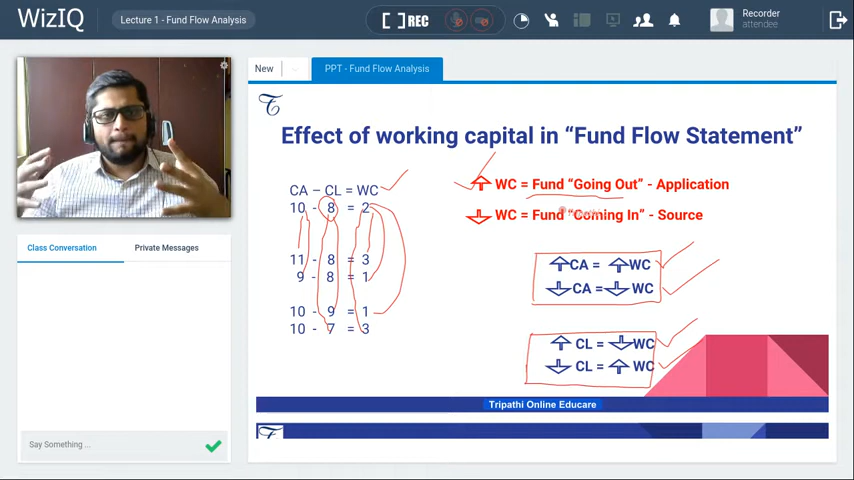 WizIQ
Lecture 1 - Fund Flow Analysis
[ ] REC
Recorder
attendee
New
PPT - Fund Flow Analysis
Effect of working capital in “Fund Flow Statement”
CA – CL = WC
10 - 8 = 2
11 - 8 = 3
9 - 8 = 1
10 - 9 = 1
10 - 7 = 3
⇧ WC = Fund “Going Out” - Application
⇩ WC = Fund “Coming In” - Source
⇧ CA = ⇧ WC
⇩ CA = ⇩ WC
⇧ CL = ⇩ WC
⇩ CL = ⇧ WC
Tripathi Online Educare
Class Conversation
Private Messages
Say Something ...